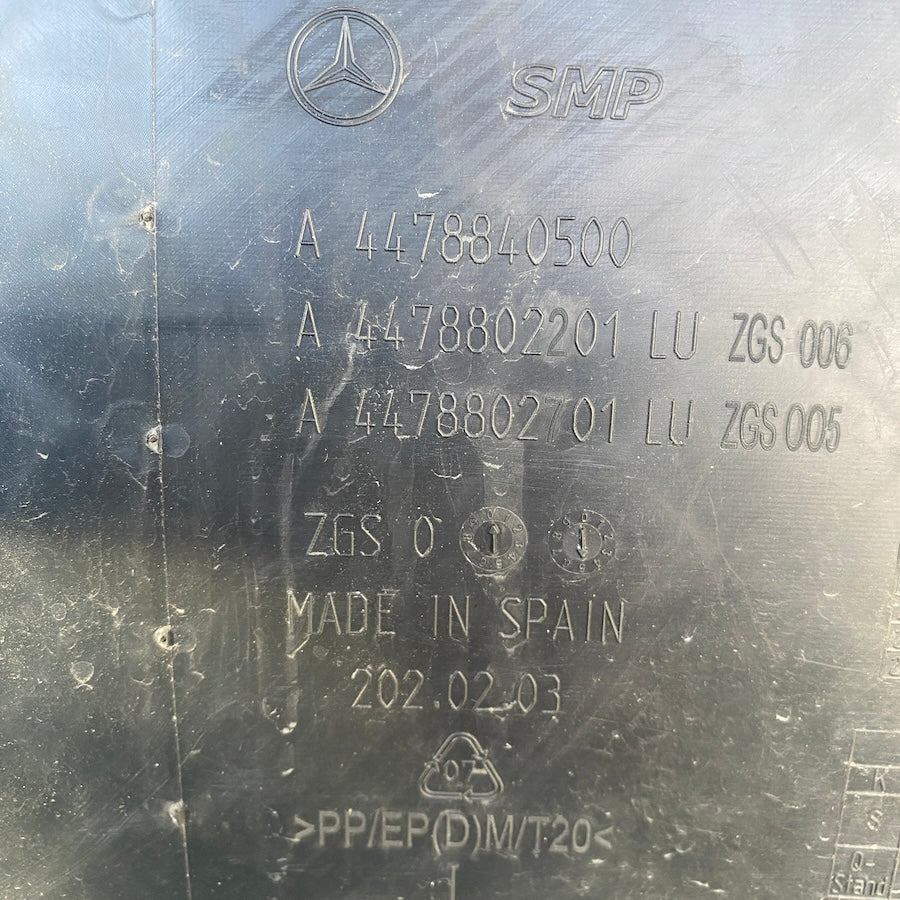 SMP
A 4478840500
A 4478802201 LU ZGS 006
A 4478802701 LU ZGS 005
ZGS 0
MADE IN SPAIN
202.02.03
07
>PP/EP(D)M/T20<
K
S
Q-
Stand